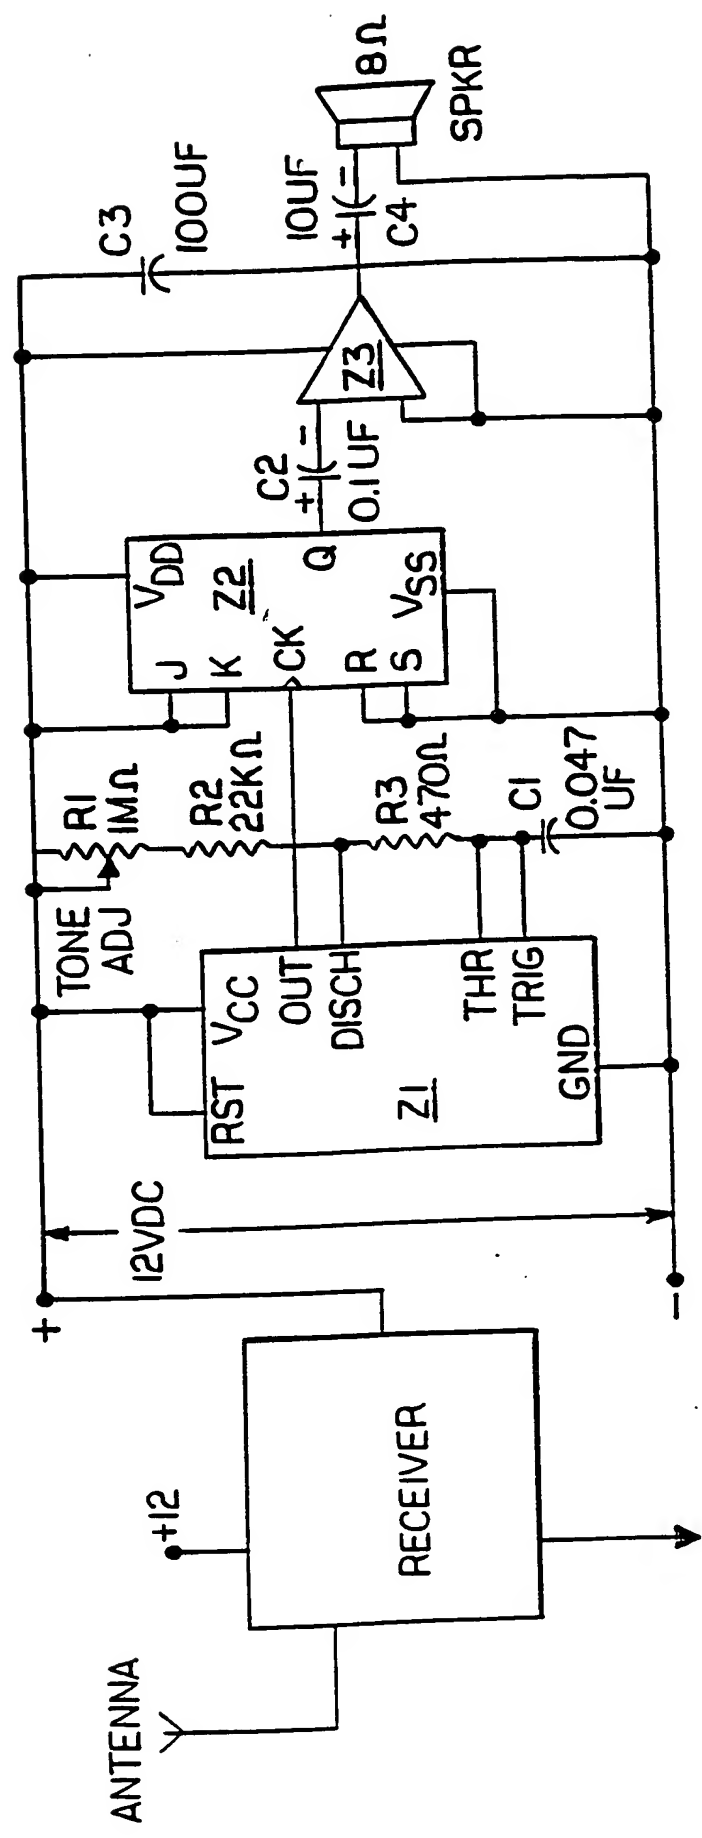 ANTENNA
+12
RECEIVER
+
12VDC
-
RST
VCC
OUT
DISCH
THR
TRIG
GND
Z1
TONE
ADJ
R1
1MΩ
R2
22KΩ
R3
470Ω
C1
0.047
UF
J
K
CK
R
S
VDD
Z2
Q
VSS
C2
+ -
0.1UF
Z3
C3
100UF
10UF
+ -
C4
8Ω
SPKR